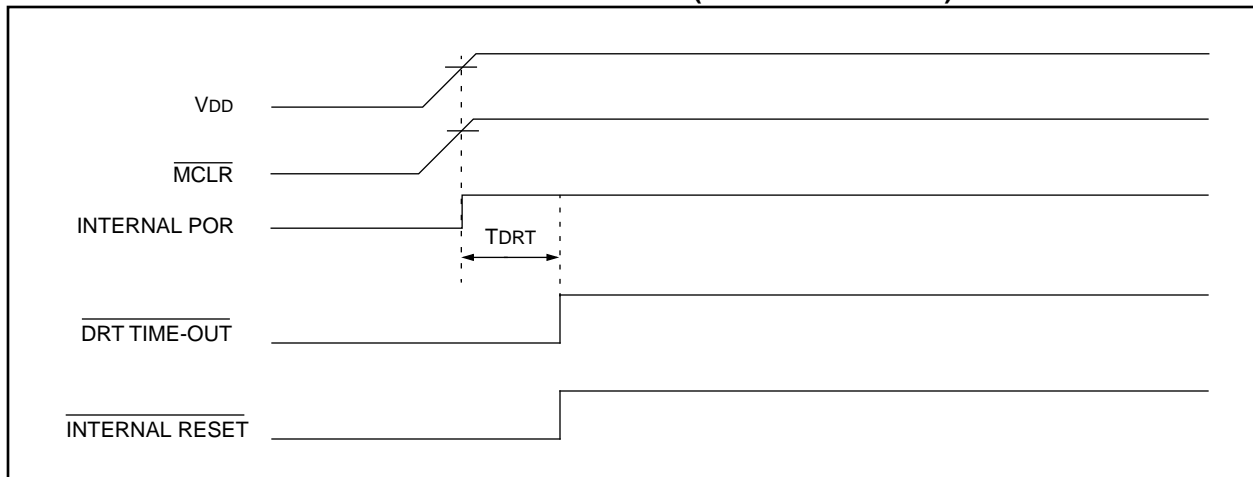 VDD
MCLR
INTERNAL POR
TDRT
DRT TIME-OUT
INTERNAL RESET